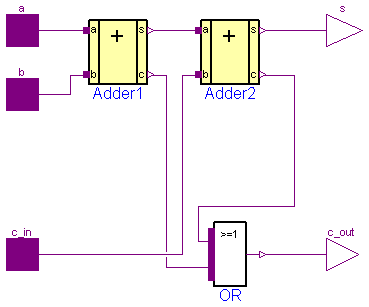 a s
a + s a + s
b
b c b c
Adder1 Adder2
c_in >=1 c_out
OR